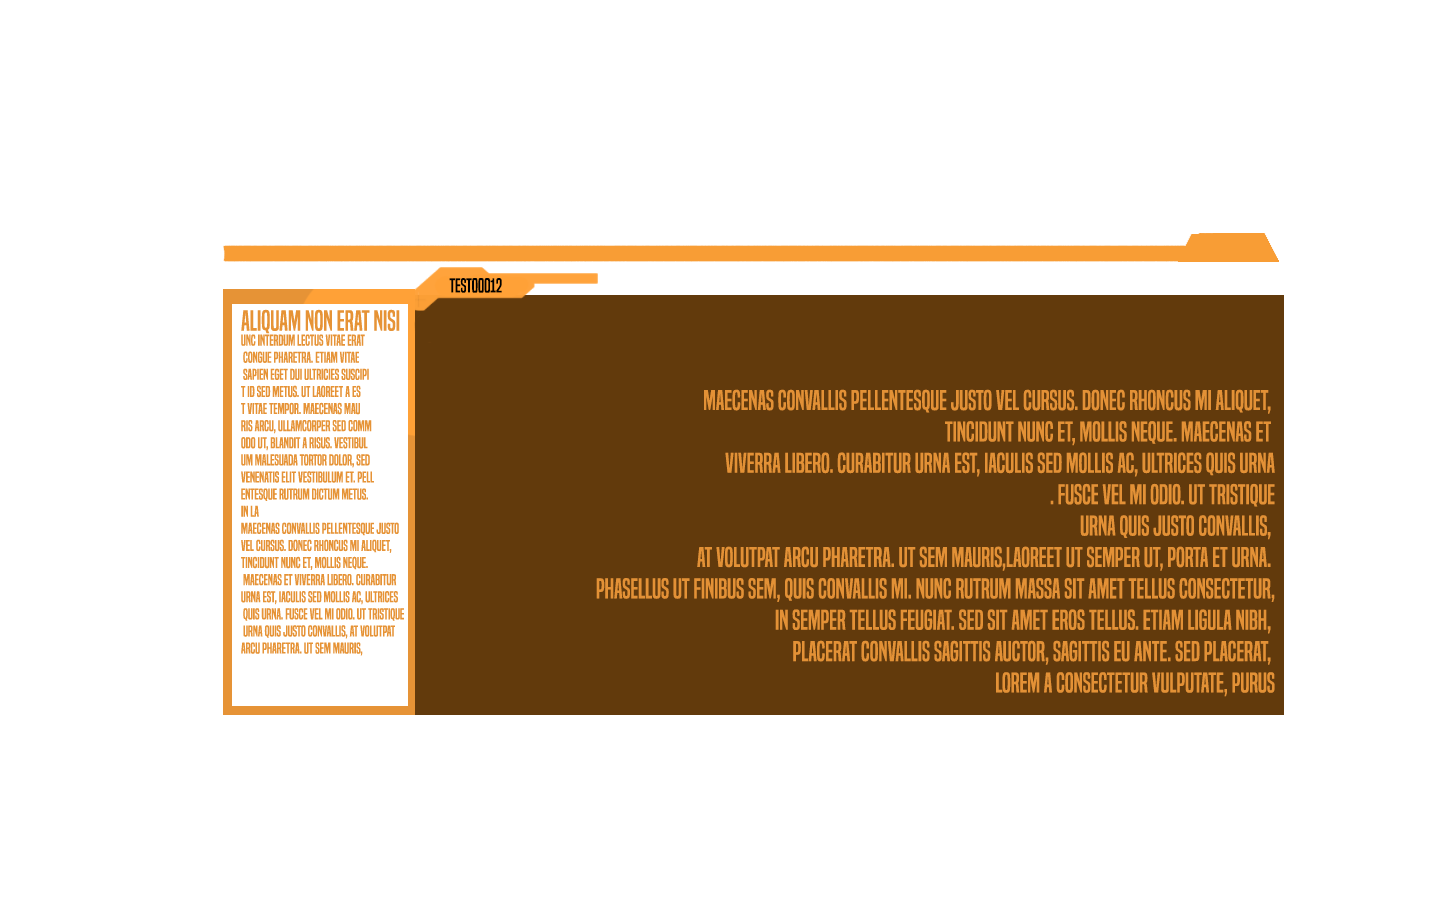 TEST00012
ALIQUAM NON ERAT NISI
UNC INTERDUM LECTUS VITAE ERAT
CONGUE PHARETRA. ETIAM VITAE
SAPIEN EGET DUI ULTRICIES SUSCIPI
T ID SED METUS. UT LAOREET A ES
T VITAE TEMPOR. MAECENAS MAU
RIS ARCU, ULLAMCORPER SED COMM
ODO UT, BLANDIT A RISUS. VESTIBUL
UM MALESUADA TORTOR DOLOR, SED
VENENATIS ELIT VESTIBULUM ET. PELL
ENTESQUE RUTRUM DICTUM METUS.
IN LA
MAECENAS CONVALLIS PELLENTESQUE JUSTO
VEL CURSUS. DONEC RHONCUS MI ALIQUET,
TINCIDUNT NUNC ET, MOLLIS NEQUE.
MAECENAS ET VIVERRA LIBERO. CURABITUR
URNA EST, IACULIS SED MOLLIS AC, ULTRICES
QUIS URNA. FUSCE VEL MI ODIO. UT TRISTIQUE
URNA QUIS JUSTO CONVALLIS, AT VOLUTPAT
ARCU PHARETRA. UT SEM MAURIS,
MAECENAS CONVALLIS PELLENTESQUE JUSTO VEL CURSUS. DONEC RHONCUS MI ALIQUET,
TINCIDUNT NUNC ET, MOLLIS NEQUE. MAECENAS ET
VIVERRA LIBERO. CURABITUR URNA EST, IACULIS SED MOLLIS AC, ULTRICES QUIS URNA
. FUSCE VEL MI ODIO. UT TRISTIQUE
URNA QUIS JUSTO CONVALLIS,
AT VOLUTPAT ARCU PHARETRA. UT SEM MAURIS,LAOREET UT SEMPER UT, PORTA ET URNA.
PHASELLUS UT FINIBUS SEM, QUIS CONVALLIS MI. NUNC RUTRUM MASSA SIT AMET TELLUS CONSECTETUR,
IN SEMPER TELLUS FEUGIAT. SED SIT AMET EROS TELLUS. ETIAM LIGULA NIBH,
PLACERAT CONVALLIS SAGITTIS AUCTOR, SAGITTIS EU ANTE. SED PLACERAT,
LOREM A CONSECTETUR VULPUTATE, PURUS